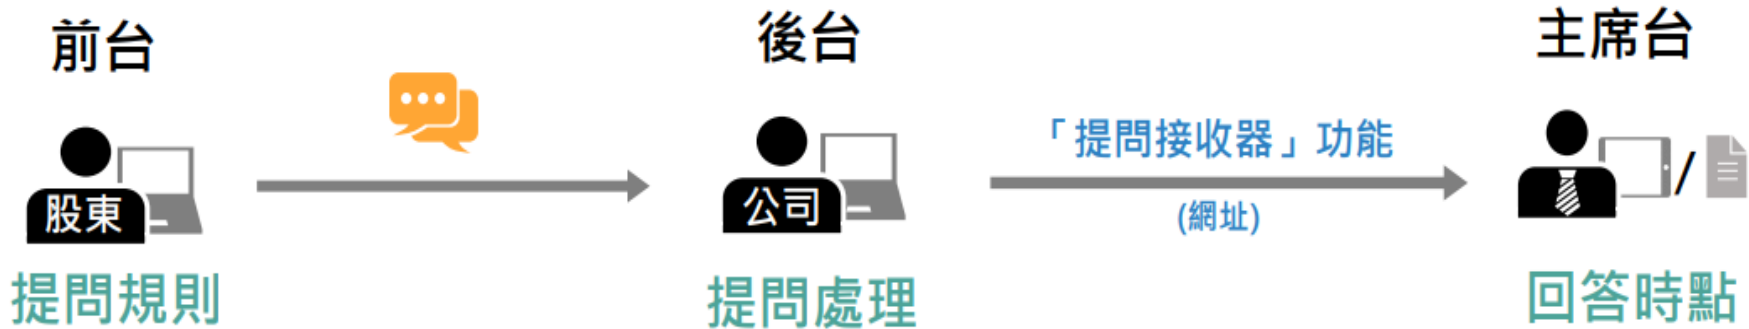 前台
後台
主席台
「提問接收器」功能
股東
公司
/
(網址)
提問規則
提問處理
回答時點